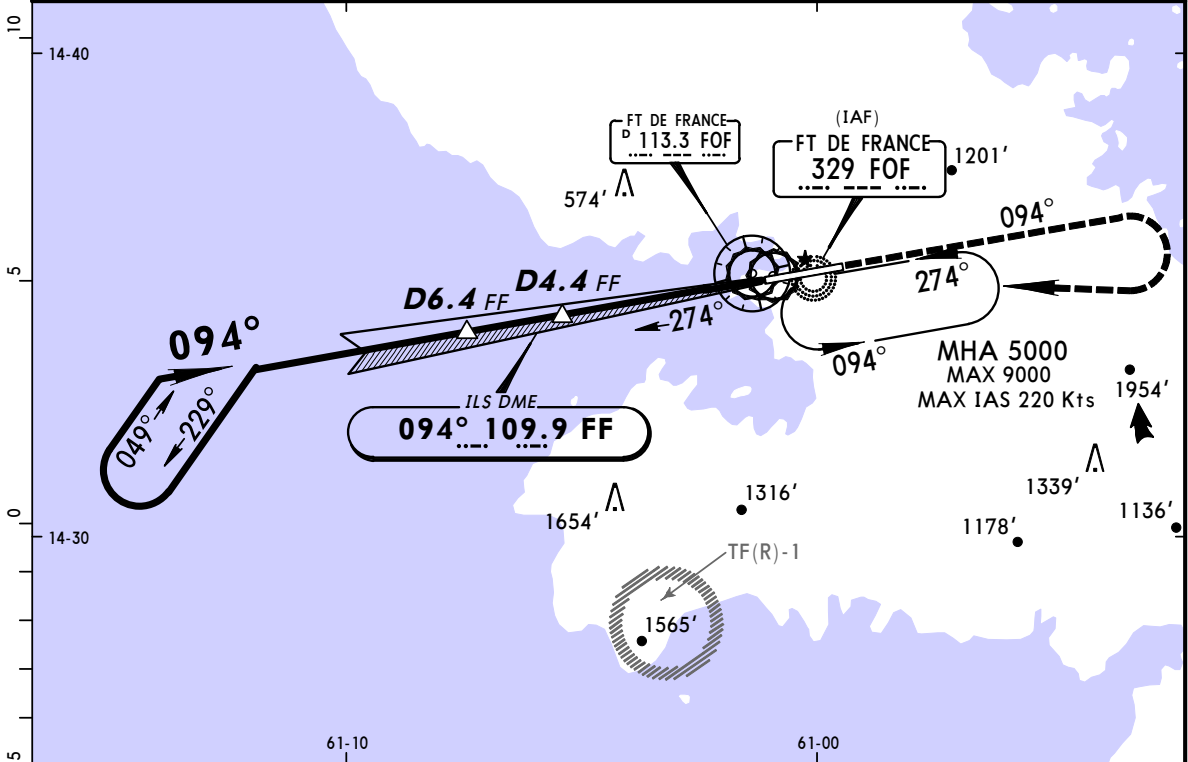 10
14-40
(IAF)
FT DE FRANCE
D 113.3 FOF
FT DE FRANCE
329 FOF
1201'
574'
094°
5
D6.4 FF
D4.4 FF
274°
274°
094°
094°
MHA 5000
MAX 9000
MAX IAS 220 Kts
1954'
049°
229°
ILS DME
094° 109.9 FF
1339'
1316'
1654'
1178'
1136'
0
14-30
TF(R)-1
1565'
5
61-10
61-00